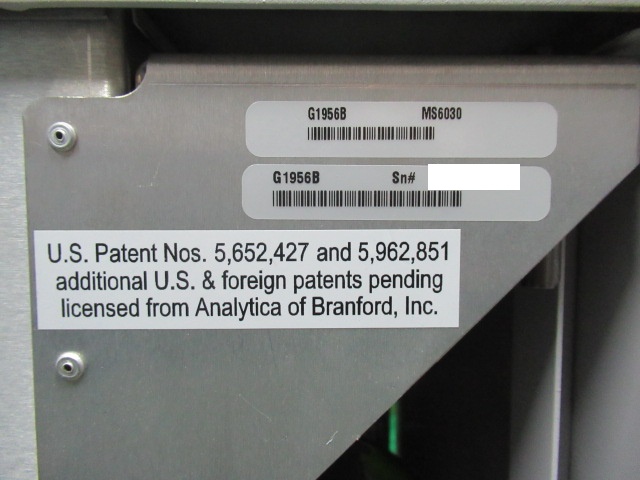 G1956B MS6030
G1956B Sn#
U.S. Patent Nos. 5,652,427 and 5,962,851
additional U.S. & foreign patents pending
licensed from Analytica of Branford, Inc.